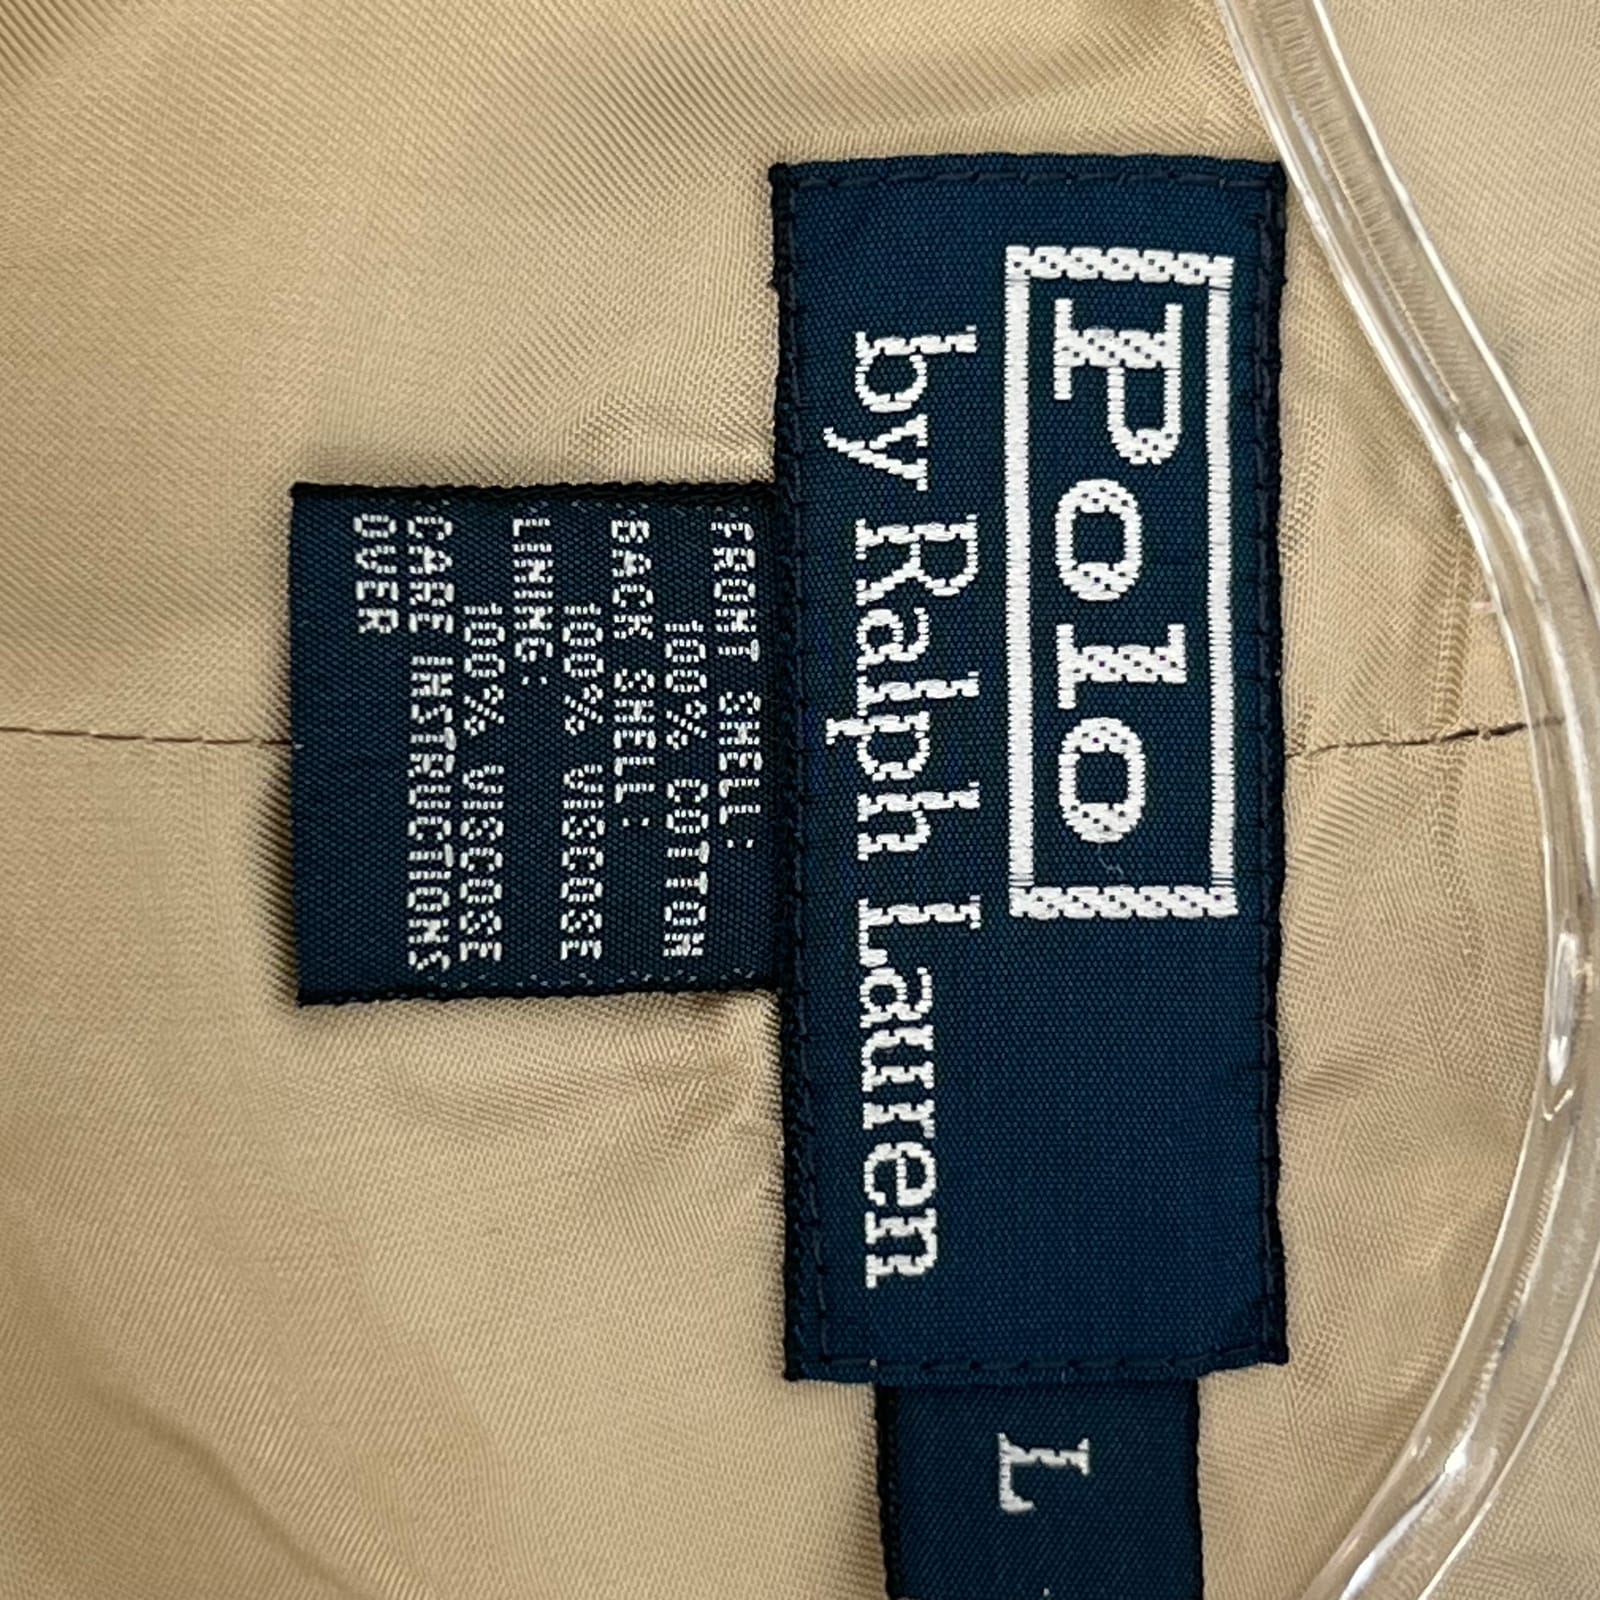 Polo
by Ralph Lauren
L
FRONT SHELL:
100% COTTON
BACK SHELL:
100% VISCOSE
LINING:
100% VISCOSE
CARE INSTRUCTIONS
OVER